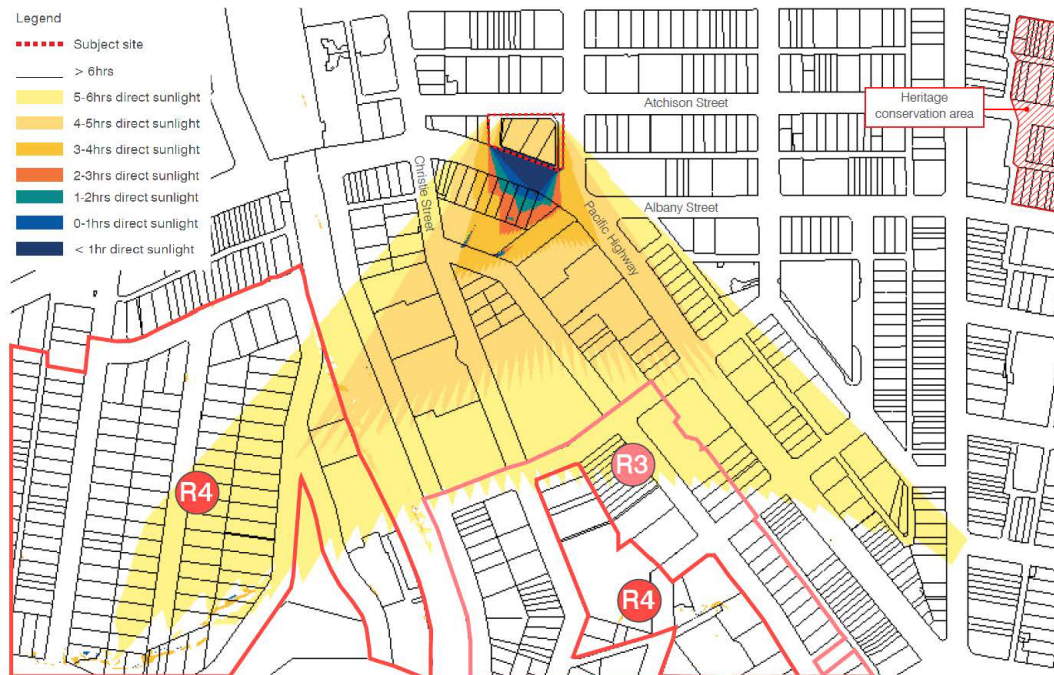 Legend
Subject site
> 6hrs
5-6hrs direct sunlight
4-5hrs direct sunlight
3-4hrs direct sunlight
2-3hrs direct sunlight
1-2hrs direct sunlight
0-1hrs direct sunlight
< 1hr direct sunlight
Atchison Street
Heritage
conservation area
Christie Street
Albany Street
Pacific Highway
R3
R4
R4